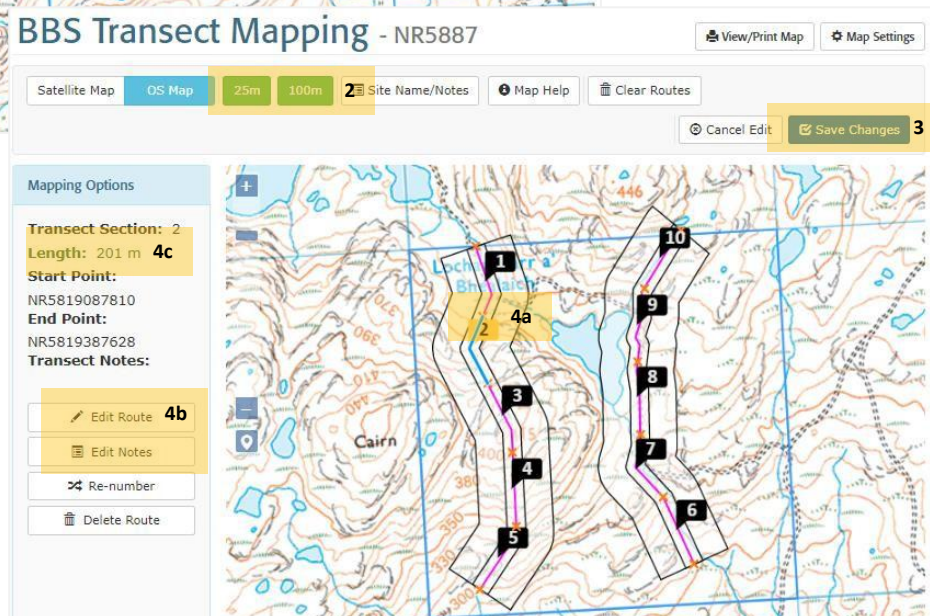 BBS Transect Mapping - NR5887
View/Print Map
Map Settings
Satellite Map
OS Map
25m
100m
2
Site Name/Notes
Map Help
Clear Routes
Cancel Edit
Save Changes
3
Mapping Options
Transect Section: 2
Length: 201 m
4c
Start Point:
NR5819087810
End Point:
NR5819387628
Transect Notes:
Edit Route
4b
Edit Notes
Re-number
Delete Route
446
10
1
9
4a
2
390
8
410
3
Cairn
400
7
4
380
6
350
5
330
300